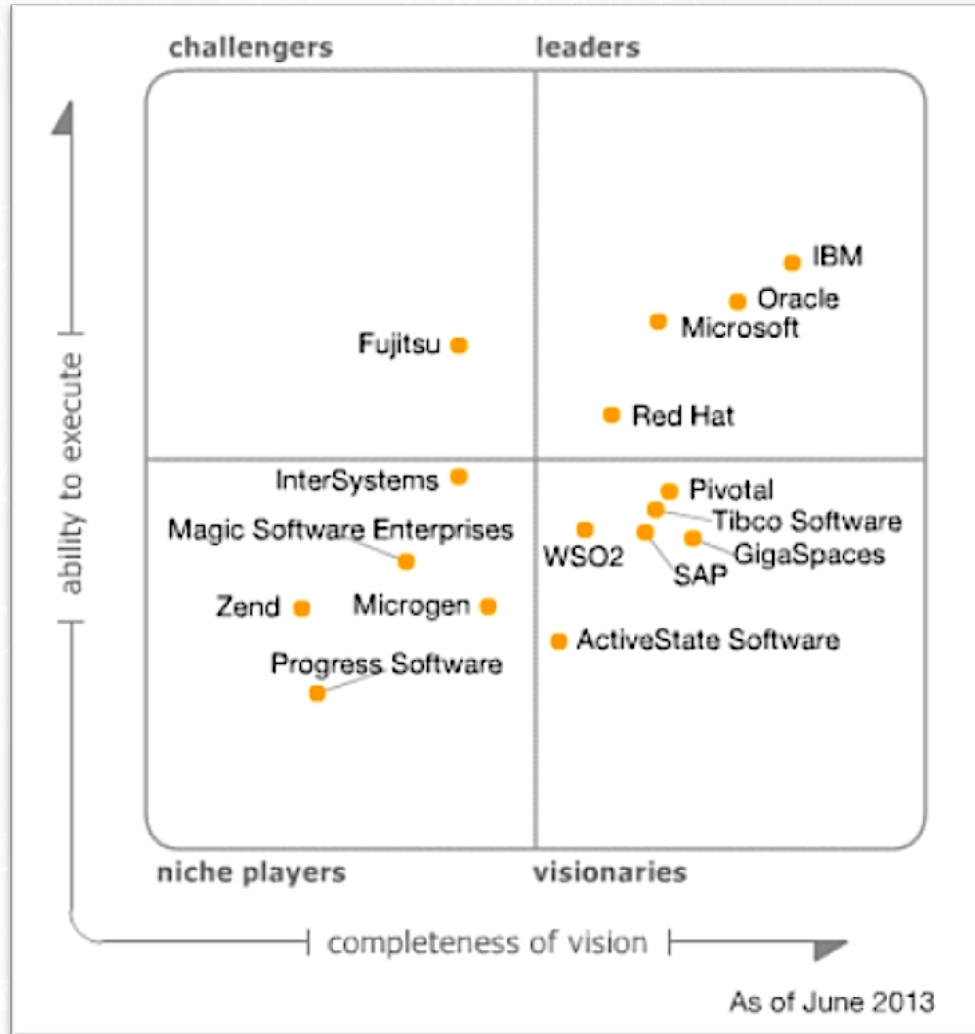 challengers
leaders
IBM
Oracle
Microsoft
Fujitsu
Red Hat
ability to execute
InterSystems
Pivotal
Tibco Software
Magic Software Enterprises
WSO2
GigaSpaces
SAP
Zend
Microgen
ActiveState Software
Progress Software
niche players
visionaries
completeness of vision
As of June 2013